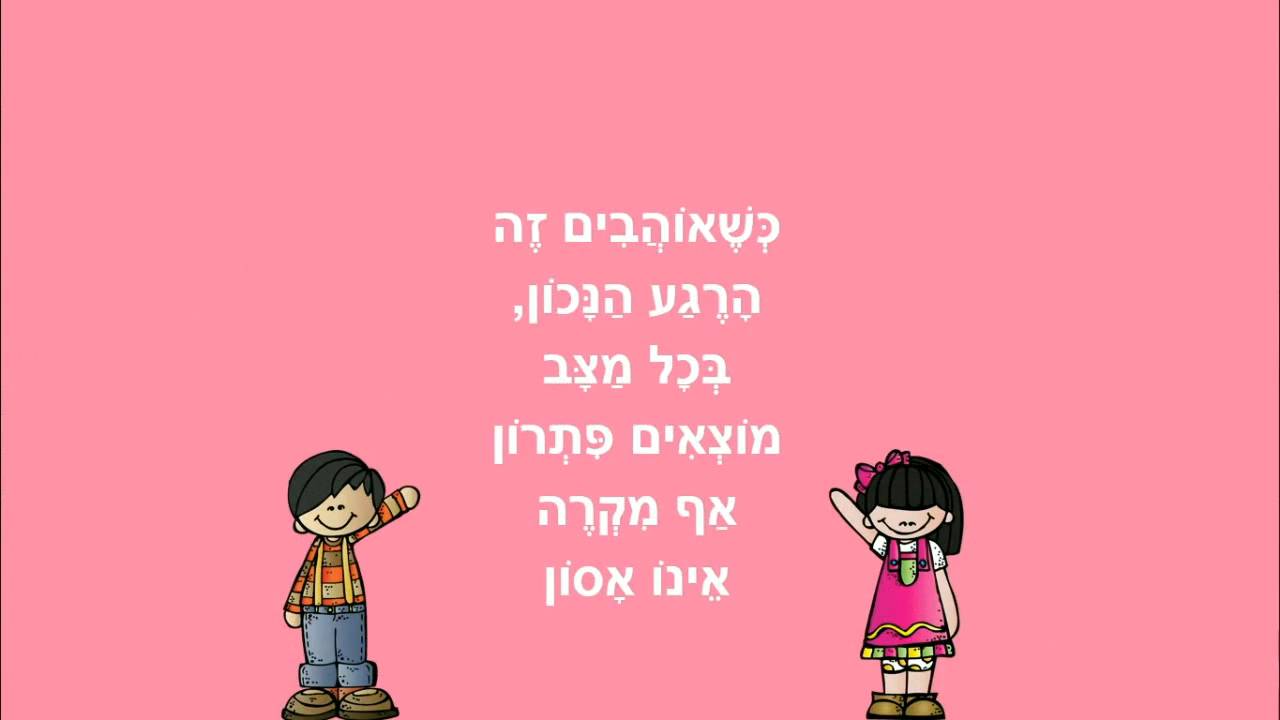 כְּשֶׁאוֹהֲבִים זֶה
הָרֶגַע הַנָּכוֹן,
בְּכָל מַצָּב
מוֹצְאִים פִּתְרוֹן
אַף מִקְרֶה
אֵינוֹ אָסוֹן